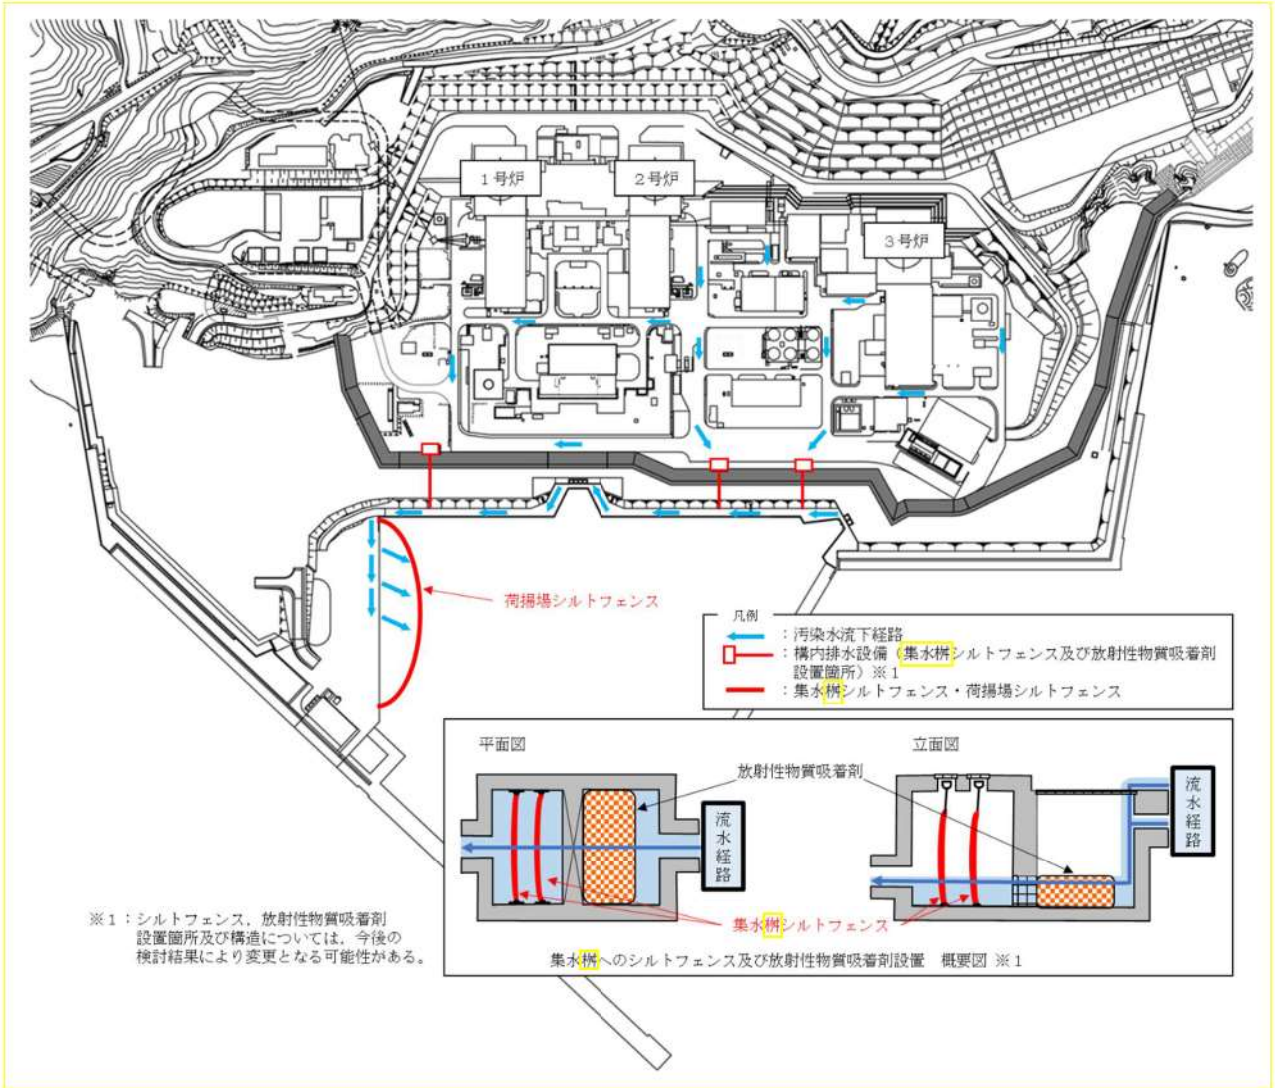 1号炉
2号炉
3号炉
荷揚場シルトフェンス
凡例
：汚染水流下経路
：構内排水設備（集水桝シルトフェンス及び放射性物質吸着剤
設置箇所）※1
：集水桝シルトフェンス・荷揚場シルトフェンス
平面図
立面図
放射性物質吸着剤
流水経路
流水経路
集水桝シルトフェンス
集水桝へのシルトフェンス及び放射性物質吸着剤設置　概要図 ※1
※1：シルトフェンス，放射性物質吸着剤
設置箇所及び構造については，今後の
検討結果により変更となる可能性がある。